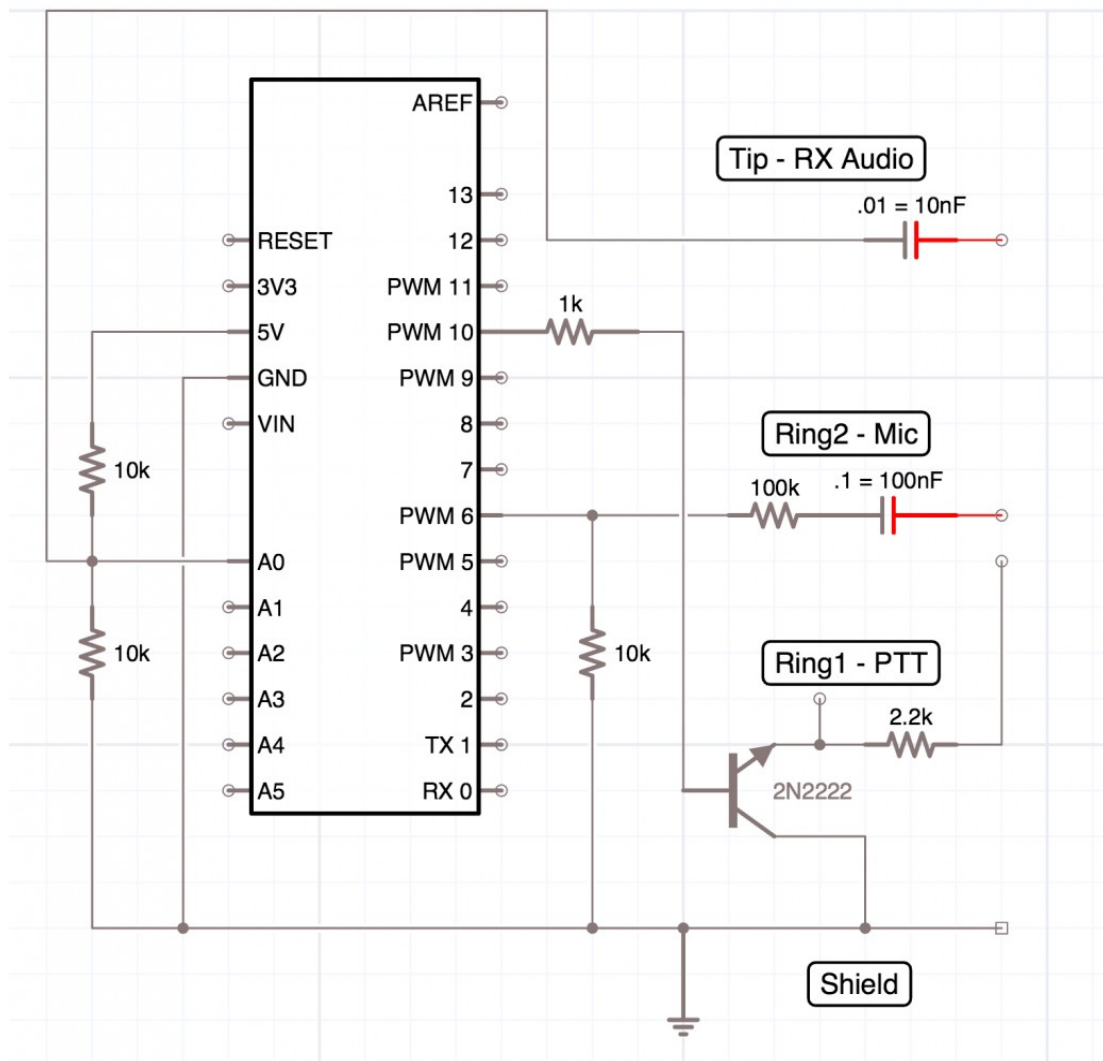 AREF
Tip - RX Audio
13
.01 = 10nF
RESET
12
3V3
PWM 11
1k
5V
PWM 10
GND
PWM 9
VIN
8
Ring2 - Mic
10k
7
100k
.1 = 100nF
PWM 6
A0
PWM 5
A1
4
10k
A2
PWM 3
10k
Ring1 - PTT
A3
2
2.2k
A4
TX 1
A5
RX 0
2N2222
Shield